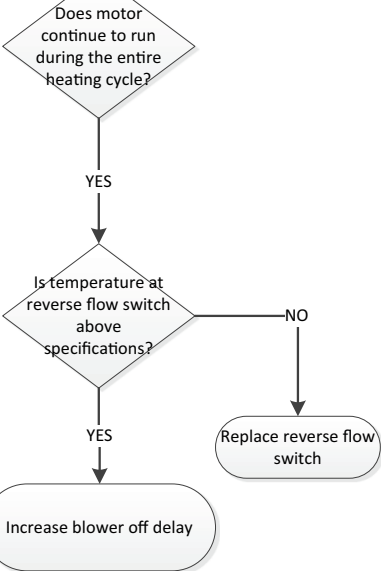 Does motor
continue to run
during the entire
heating cycle?
YES
Is temperature at
reverse flow switch
above
specifications?
NO
YES
Replace reverse flow
switch
Increase blower off delay